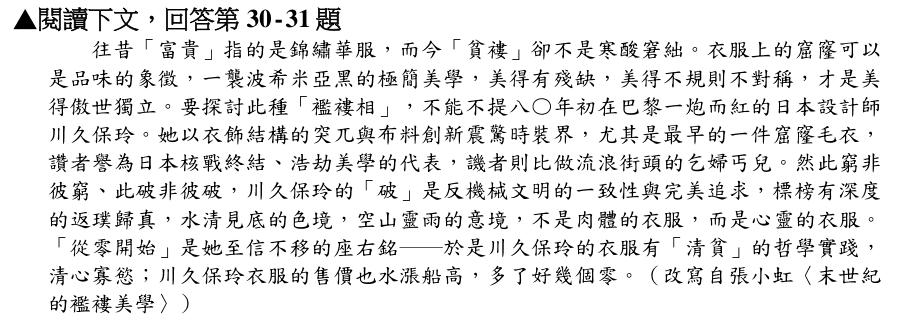 ▲閱讀下文，回答第 30-31 題
往昔「富貴」指的是錦繡華服，而今「貧褸」卻不是寒酸窘絀。衣服上的窟窿可以
是品味的象徵，一襲波希米亞黑的極簡美學，美得有殘缺，美得不規則不對稱，才是美
得傲世獨立。要探討此種「襤褸相」，不能不提八〇年初在巴黎一炮而紅的日本設計師
川久保玲。她以衣飾結構的突兀與布料創新震驚時裝界，尤其是最早的一件窟窿毛衣，
讚者譽為日本核戰終結、浩劫美學的代表，譏者則比做流浪街頭的乞婦丐兒。然此窮非
彼窮、此破非彼破，川久保玲的「破」是反機械文明的一致性與完美追求，標榜有深度
的返璞歸真，水清見底的色境，空山靈雨的意境，不是肉體的衣服，而是心靈的衣服。
「從零開始」是她至信不移的座右銘──於是川久保玲的衣服有「清貧」的哲學實踐，
清心寡慾；川久保玲衣服的售價也水漲船高，多了好幾個零。（改寫自張小虹〈末世紀
的襤褸美學〉）